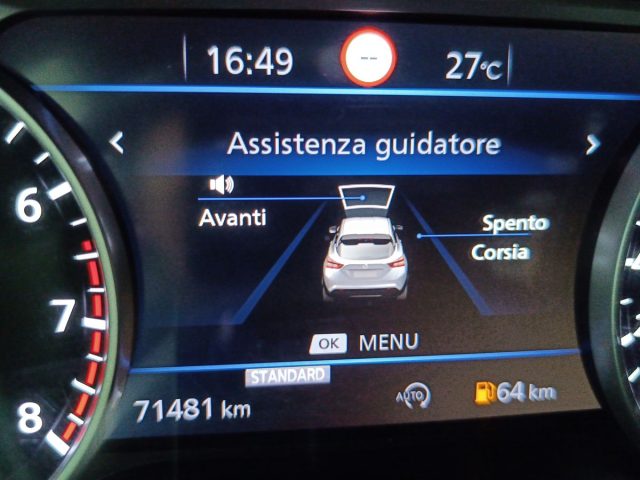 16:49 -- 27°C
Assistenza guidatore
Avanti
Spento
Corsia
6
7
8
OK MENU
STANDARD
71481 km AUTO 64 km